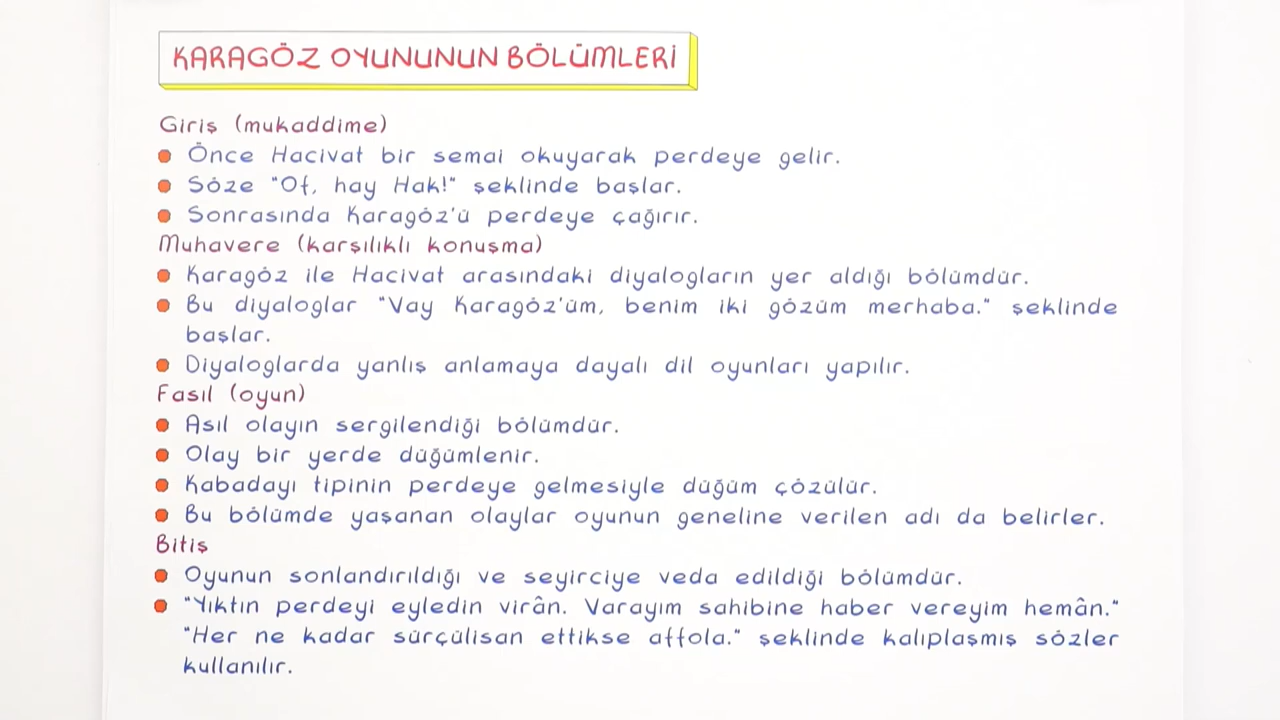 KARAGÖZ OYUNUNUN BÖLÜMLERİ
Giriş (mukaddime)
Önce Hacivat bir semai okuyarak perdeye gelir.
Söze "Of, hay Hak!" şeklinde başlar.
Sonrasında Karagöz'ü perdeye çağırır.
Muhavere (karşılıklı konuşma)
Karagöz ile Hacivat arasındaki diyalogların yer aldığı bölümdür.
Bu diyaloglar "Vay Karagöz'üm, benim iki gözüm merhaba." şeklinde
başlar.
Diyaloglarda yanlış anlamaya dayalı dil oyunları yapılır.
Fasıl (oyun)
Asıl olayın sergilendiği bölümdür.
Olay bir yerde düğümlenir.
Kabadayı tipinin perdeye gelmesiyle düğüm çözülür.
Bu bölümde yaşanan olaylar oyunun geneline verilen adı da belirler.
Bitiş
Oyunun sonlandırıldığı ve seyirciye veda edildiği bölümdür.
"Yıktın perdeyi eyledin virân. Varayım sahibine haber vereyim hemân."
"Her ne kadar sürçülisan ettikse affola." şeklinde kalıplaşmış sözler
kullanılır.